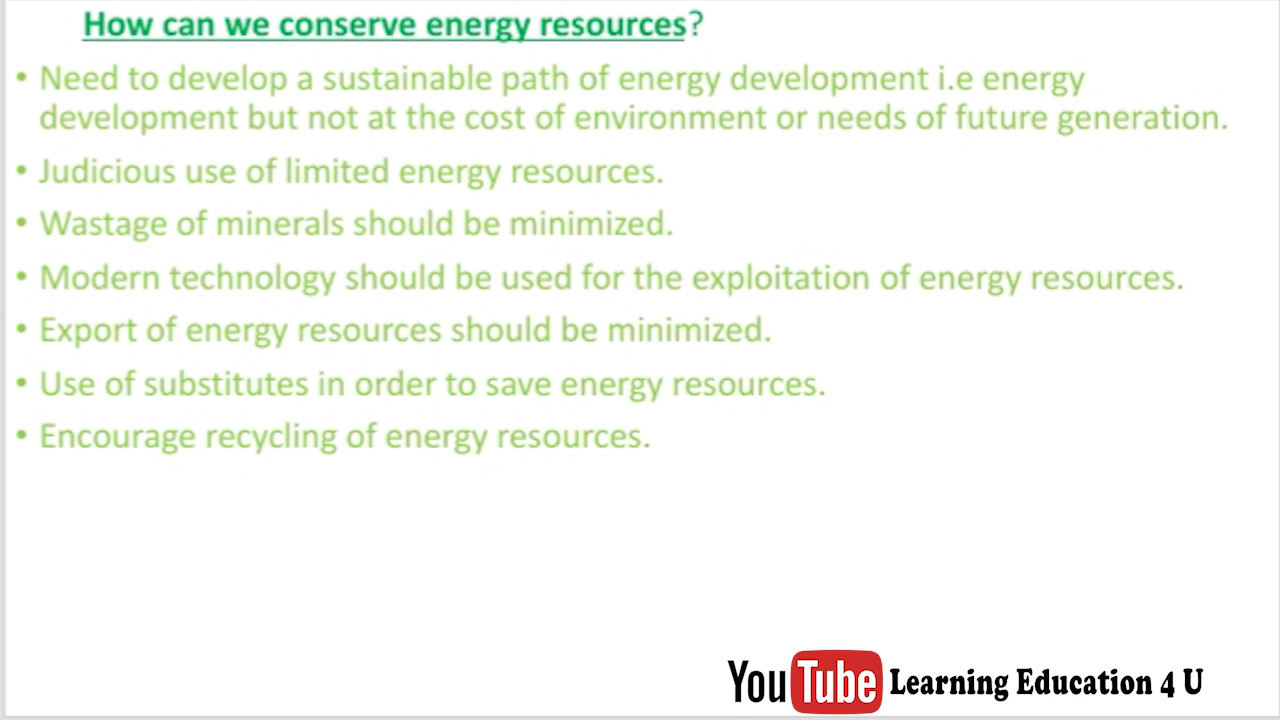 How can we conserve energy resources?
• Need to develop a sustainable path of energy development i.e energy
development but not at the cost of environment or needs of future generation.
• Judicious use of limited energy resources.
• Wastage of minerals should be minimized.
• Modern technology should be used for the exploitation of energy resources.
• Export of energy resources should be minimized.
• Use of substitutes in order to save energy resources.
• Encourage recycling of energy resources.
YouTube Learning Education 4 U